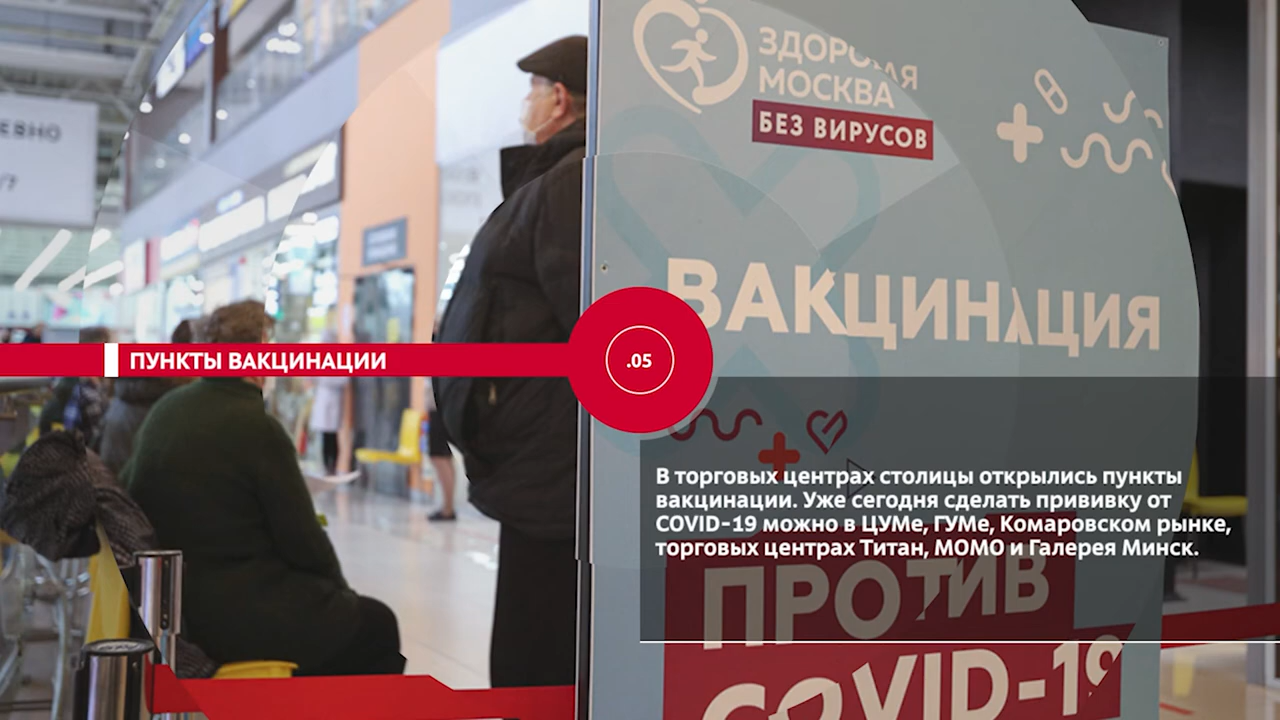 ЗДОРОВАЯ
МОСКВА
БЕЗ ВИРУСОВ
ВАКЦИНАЦИЯ
ПУНКТЫ ВАКЦИНАЦИИ
.05
В торговых центрах столицы открылись пункты
вакцинации. Уже сегодня сделать прививку от
COVID-19 можно в ЦУМе, ГУМе, Комаровском рынке,
торговых центрах Титан, МОМО и Галерея Минск.
ПРОТИВ
COVID-19